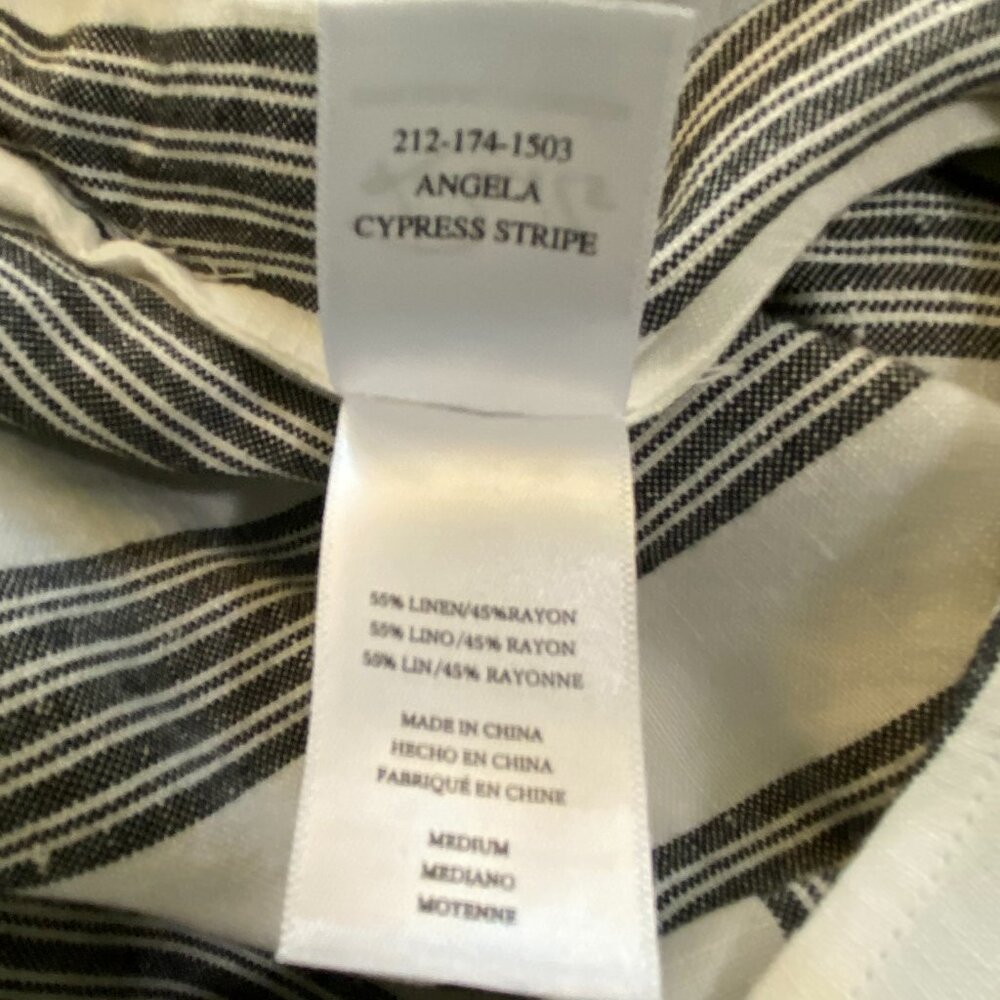 212-174-1503
ANGELA
CYPRESS STRIPE
55% LINEN/45%RAYON
55% LINO/45% RAYON
55% LIN/45% RAYONNE
MADE IN CHINA
HECHO EN CHINA
FABRIQUÉ EN CHINE
MEDIUM
MEDIANO
MOYENNE